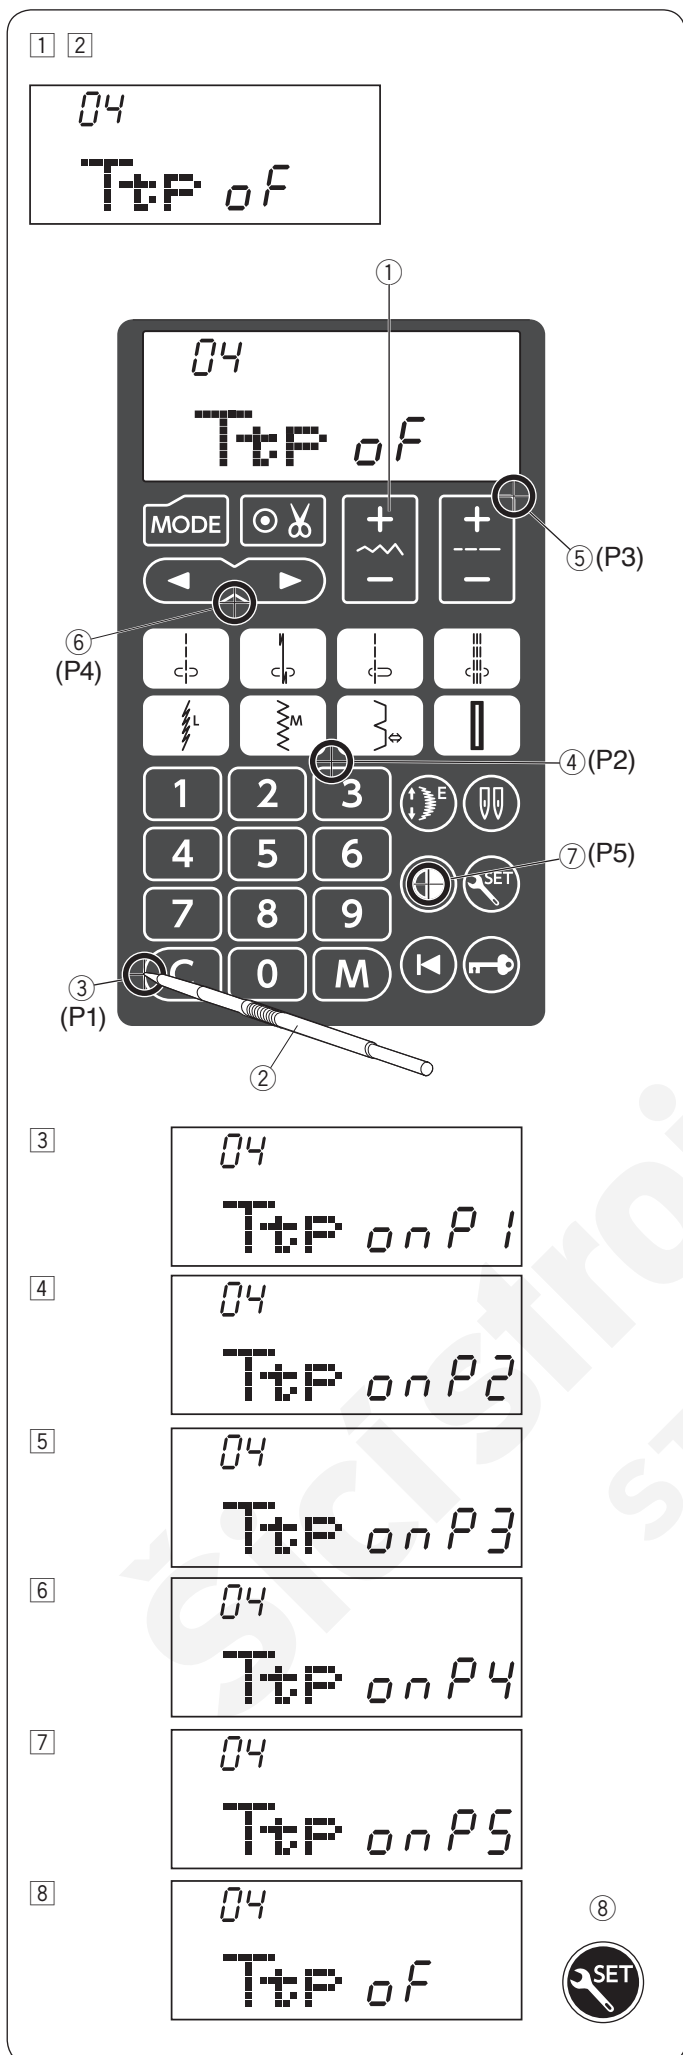 1 2
04
Ttp oF
①
04
Ttp oF
MODE
⑤ (P3)
⑥
(P4)
L M
④ (P2)
1 2 3 E
⑦ (P5)
4 5 6 SET
7 8 9
③
(P1)
C 0 M
②
3
04
Ttp onP1
4
04
Ttp onP2
5
04
Ttp onP3
6
04
Ttp onP4
7
04
Ttp onP5
8
04
Ttp oF
⑧
SET
Šicí stroj